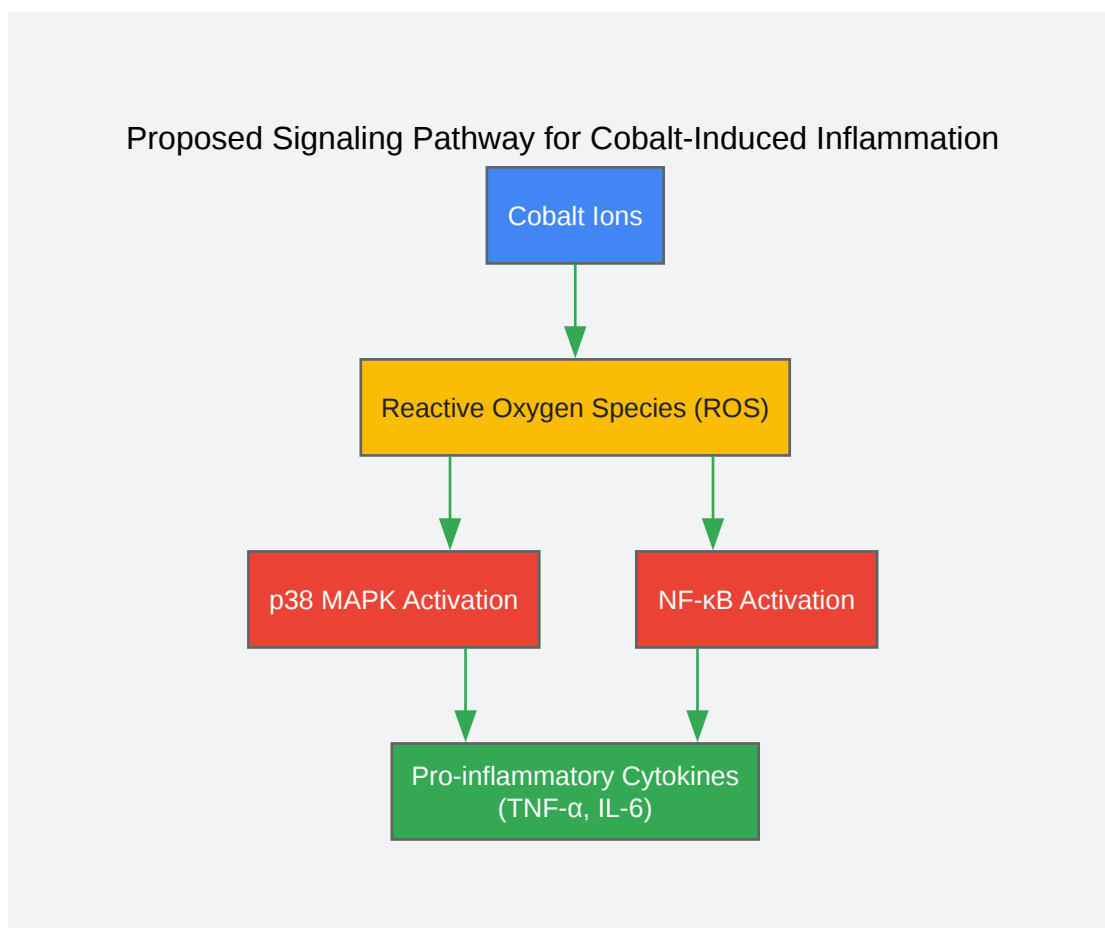 Proposed Signaling Pathway for Cobalt-Induced Inflammation
Cobalt Ions
Reactive Oxygen Species (ROS)
p38 MAPK Activation
NF-κB Activation
Pro-inflammatory Cytokines
(TNF-α, IL-6)